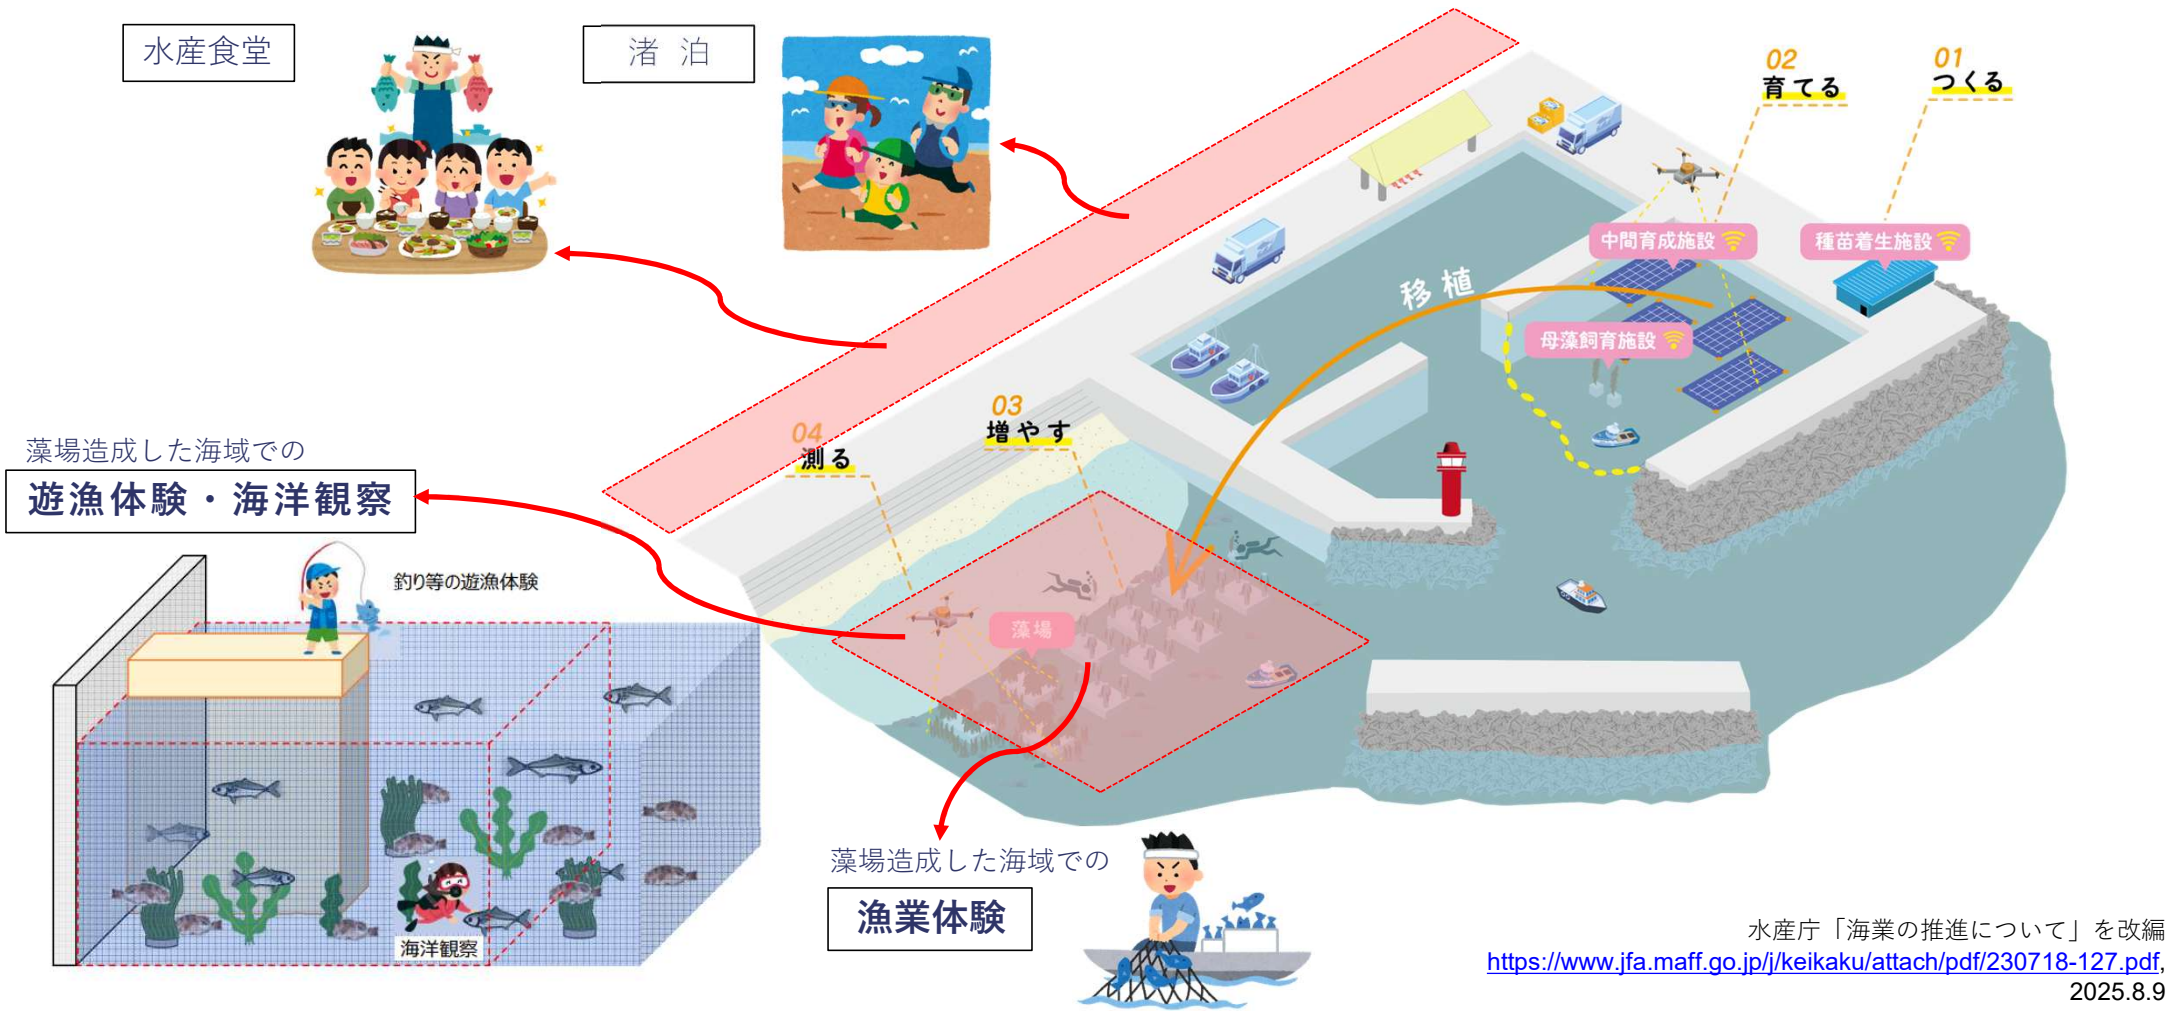 水産食堂
渚 泊
02
育てる
01
つくる
中間育成施設
種苗着生施設
移植
母藻飼育施設
03
増やす
04
測る
藻場造成した海域での
遊漁体験・海洋観察
釣り等の遊漁体験
藻場
海洋観察
藻場造成した海域での
漁業体験
水産庁「海業の推進について」を改編
https://www.jfa.maff.go.jp/j/keikaku/attach/pdf/230718-127.pdf,
2025.8.9